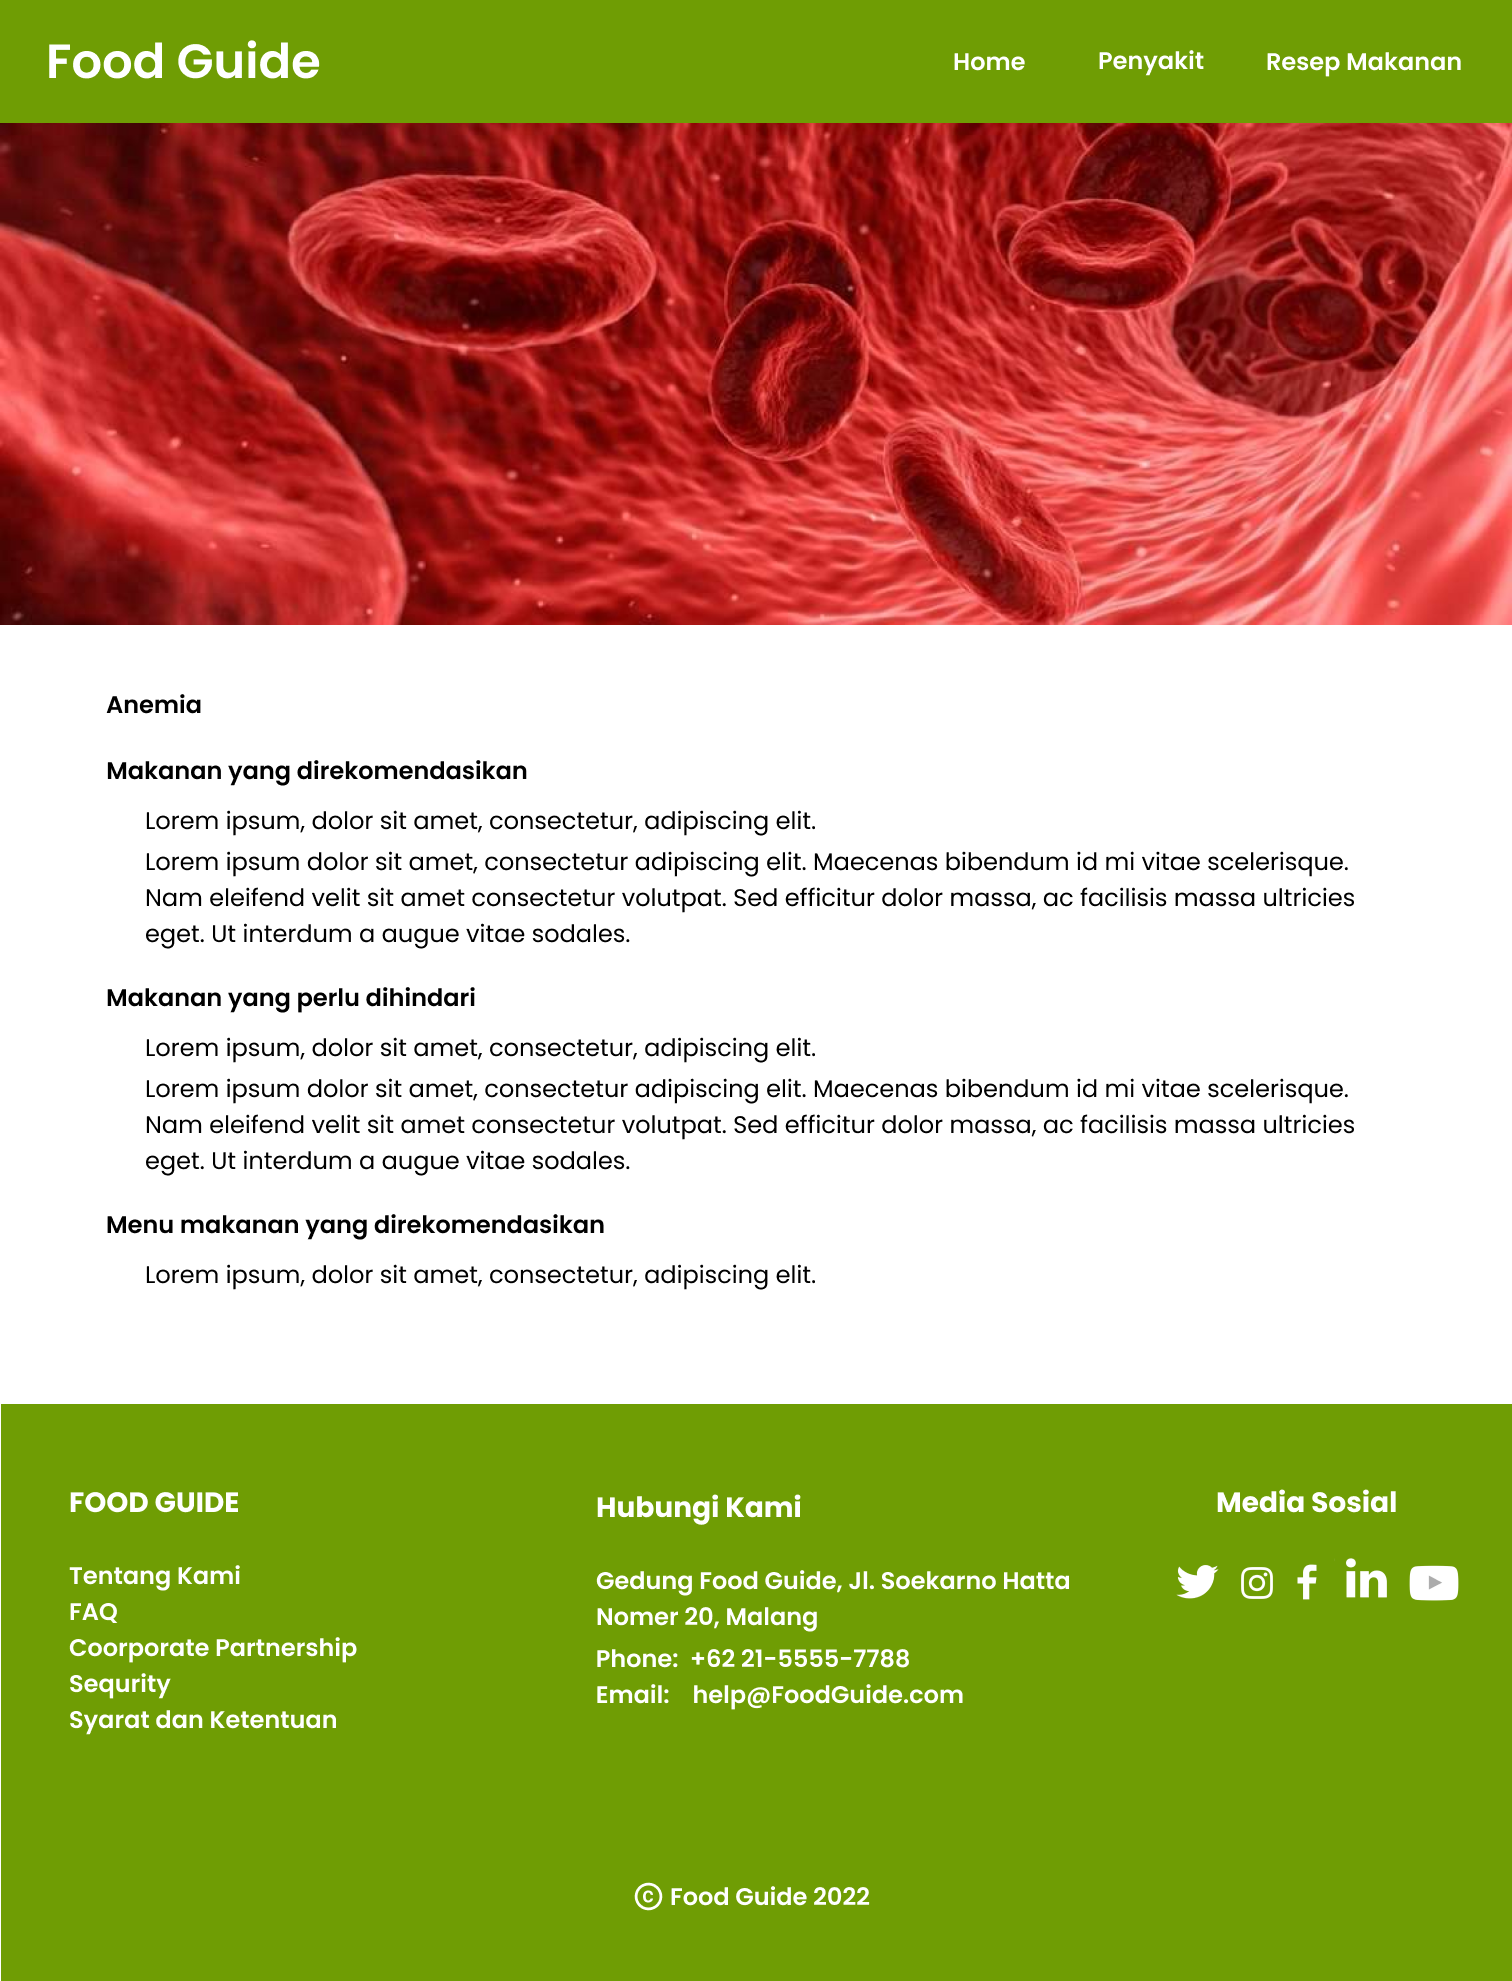 Food Guide
Home
Penyakit
Resep Makanan
Anemia
Makanan yang direkomendasikan
Lorem ipsum, dolor sit amet, consectetur, adipiscing elit.
Lorem ipsum dolor sit amet, consectetur adipiscing elit. Maecenas bibendum id mi vitae scelerisque.
Nam eleifend velit sit amet consectetur volutpat. Sed efficitur dolor massa, ac facilisis massa ultricies
eget. Ut interdum a augue vitae sodales.
Makanan yang perlu dihindari
Lorem ipsum, dolor sit amet, consectetur, adipiscing elit.
Lorem ipsum dolor sit amet, consectetur adipiscing elit. Maecenas bibendum id mi vitae scelerisque.
Nam eleifend velit sit amet consectetur volutpat. Sed efficitur dolor massa, ac facilisis massa ultricies
eget. Ut interdum a augue vitae sodales.
Menu makanan yang direkomendasikan
Lorem ipsum, dolor sit amet, consectetur, adipiscing elit.
FOOD GUIDE
Tentang Kami
FAQ
Coorporate Partnership
Sequrity
Syarat dan Ketentuan
Hubungi Kami
Gedung Food Guide, Jl. Soekarno Hatta
Nomer 20, Malang
Phone: +62 21-5555-7788
Email: help@FoodGuide.com
Media Sosial
© Food Guide 2022